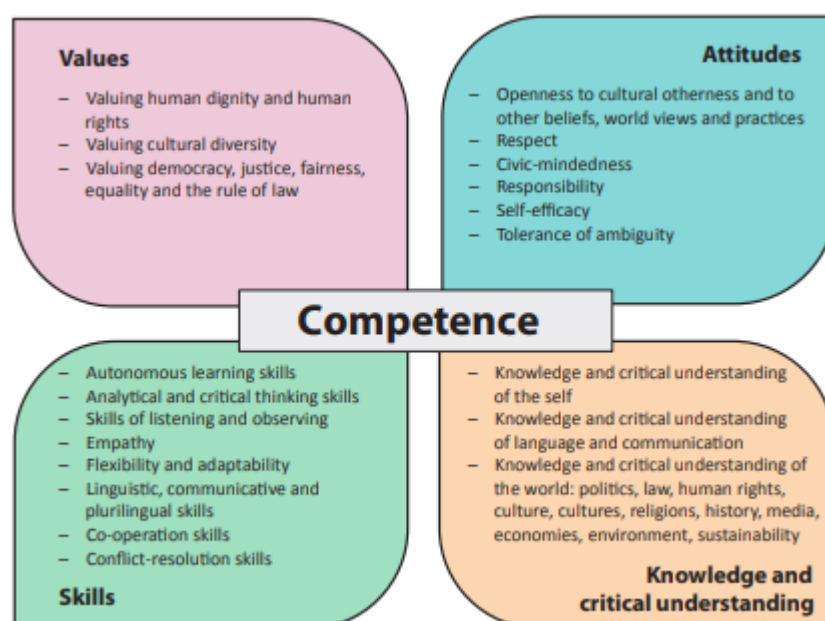 Values
– Valuing human dignity and human
rights
– Valuing cultural diversity
– Valuing democracy, justice, fairness,
equality and the rule of law
Attitudes
– Openness to cultural otherness and to
other beliefs, world views and practices
– Respect
– Civic-mindedness
– Responsibility
– Self-efficacy
– Tolerance of ambiguity
Competence
– Autonomous learning skills
– Analytical and critical thinking skills
– Skills of listening and observing
– Empathy
– Flexibility and adaptability
– Linguistic, communicative and
plurilingual skills
– Co-operation skills
– Conflict-resolution skills
Skills
– Knowledge and critical understanding
of the self
– Knowledge and critical understanding
of language and communication
– Knowledge and critical understanding of
the world: politics, law, human rights,
culture, cultures, religions, history, media,
economies, environment, sustainability
Knowledge and
critical understanding